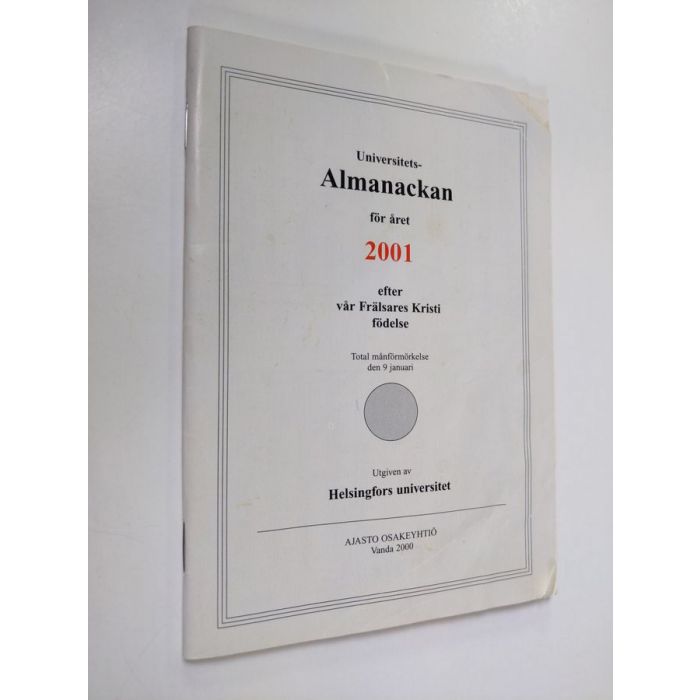 Universitets-
Almanackan
för året
2001
efter
vår Frälsares Kristi
födelse
Total månförmörkelse
den 9 januari
Utgiven av
Helsingfors universitet
AJASTO OSAKEYHTIÖ
Vanda 2000